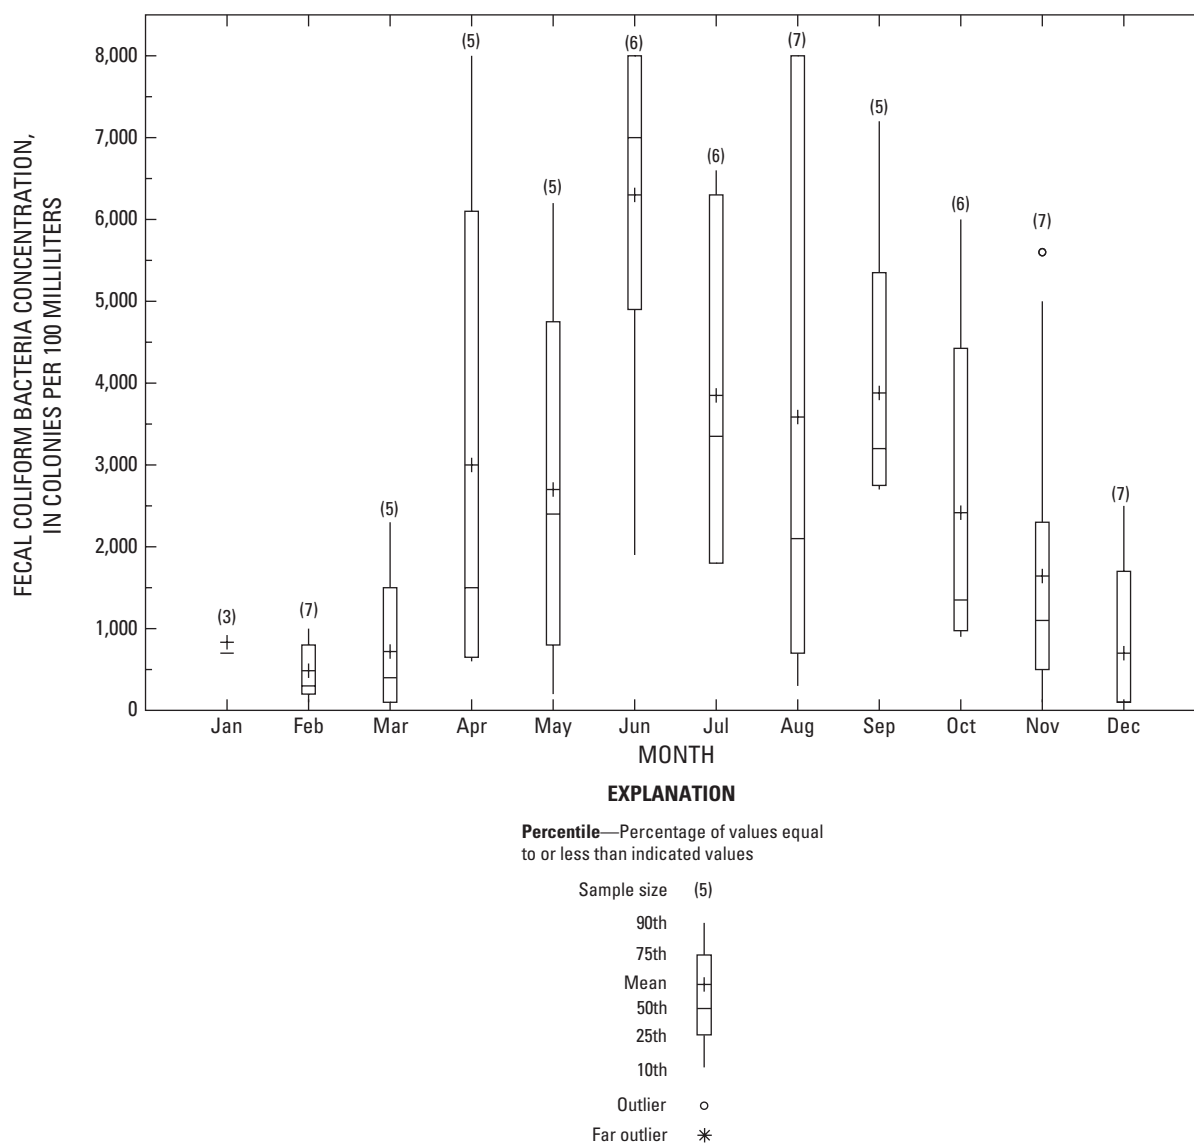 (5)
(6)
(7)
8,000
(5)
7,000
(6)
(5)
6,000
(6)
(7)
5,000
4,000
3,000
(5)
(7)
2,000
(3)
(7)
1,000
0
Jan Feb Mar Apr May Jun Jul Aug Sep Oct Nov Dec
MONTH
FECAL COLIFORM BACTERIA CONCENTRATION,
IN COLONIES PER 100 MILLILITERS
EXPLANATION
Percentile—Percentage of values equal
to or less than indicated values
Sample size (5)
90th
75th
Mean
50th
25th
10th
Outlier
Far outlier